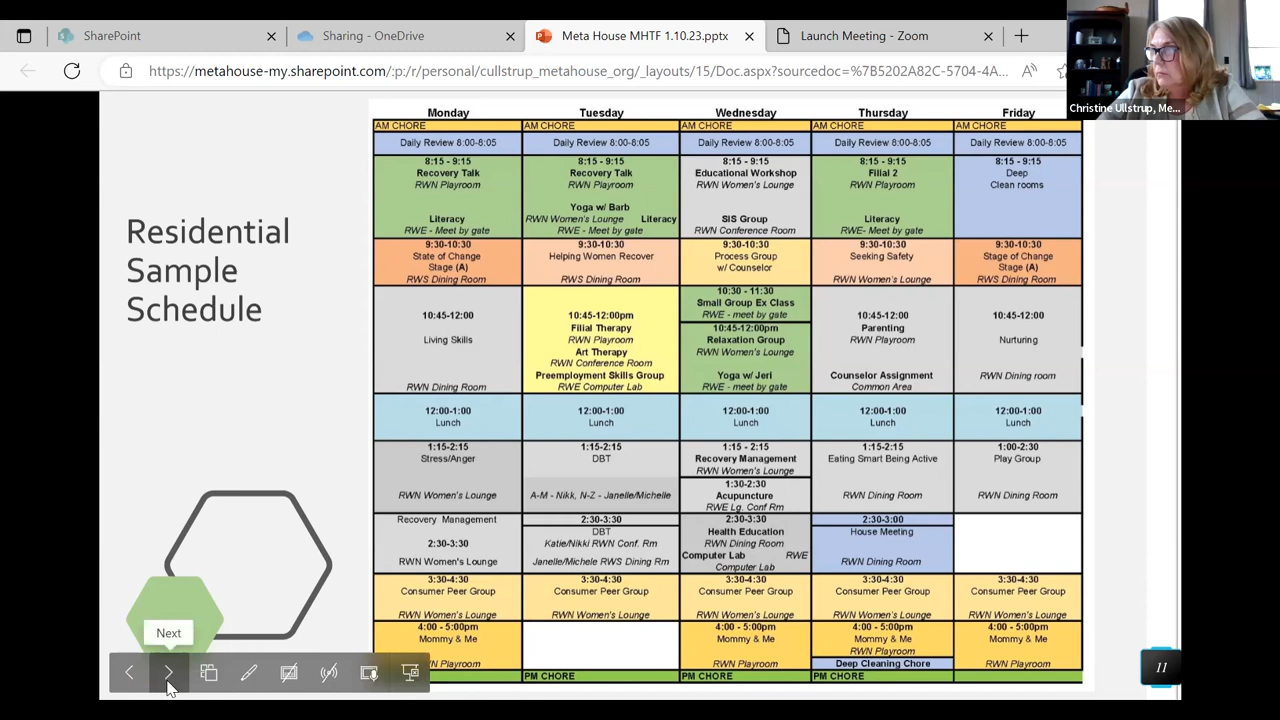 SharePoint
Sharing - OneDrive
Meta House MHTF 1.10.23.pptx
Launch Meeting - Zoom
https://metahouse-my.sharepoint.com/:p:/r/personal/cullstrup_metahouse_org/_layouts/15/Doc.aspx?sourcedoc=%7B5202A82C-5704-4A...
Christine Ullstrup, Me...
Residential
Sample
Schedule
Monday Tuesday Wednesday Thursday Friday
AM CHORE AM CHORE AM CHORE AM CHORE AM CHORE
Daily Review 8:00-8:05 Daily Review 8:00-8:05 Daily Review 8:00-8:05 Daily Review 8:00-8:05 Daily Review 8:00-8:05
8:15 - 9:15 8:15 - 9:15 8:15 - 9:15 8:15 - 9:15 8:15 - 9:15
Recovery Talk Recovery Talk Educational Workshop Filial 2 Deep
RWN Playroom RWN Playroom RWN Women's Lounge RWN Playroom Clean rooms
Yoga w/ Barb
Literacy RWN Women's Lounge Literacy SIS Group Literacy
RWE - Meet by gate RWE - Meet by gate RWN Conference Room RWE- Meet by gate
9:30-10:30 9:30-10:30 9:30-10:30 9:30-10:30 9:30-10:30
State of Change Helping Women Recover Process Group Seeking Safety Stage of Change
Stage (A) w/ Counselor Stage (A)
RWS Dining Room RWS Dining Room RWN Women's Lounge RWS Dining Room
10:30 - 11:30
Small Group Ex Class
10:45-12:00 10:45-12:00pm RWE - meet by gate 10:45-12:00 10:45-12:00
Filial Therapy 10:45-12:00pm Parenting
Living Skills RWN Playroom Relaxation Group RWN Playroom Nurturing
Art Therapy RWN Women's Lounge
RWN Conference Room
Preemployment Skills Group Yoga w/ Jeri Counselor Assignment RWN Dining room
RWN Dining Room RWE Computer Lab RWE - meet by gate Common Area
12:00-1:00 12:00-1:00 12:00-1:00 12:00-1:00 12:00-1:00
Lunch Lunch Lunch Lunch Lunch
1:15-2:15 1:15-2:15 1:15 - 2:15 1:15-2:15 1:00-2:30
Stress/Anger DBT Recovery Management Eating Smart Being Active Play Group
RWN Women's Lounge
1:30-2:30
RWN Women's Lounge A-M - Nikk, N-Z - Janelle/Michelle Acupuncture RWN Dining Room RWN Dining Room
RWE Lg. Conf Rm
Recovery Management 2:30-3:30 2:30-3:30 2:30-3:00
DBT Health Education House Meeting
2:30-3:30 Katie/Nikki RWN Conf. Rm RWN Dining Room
Computer Lab RWE
RWN Women's Lounge Janelle/Michele RWS Dining Rm Computer Lab RWN Dining Room
3:30-4:30 3:30-4:30 3:30-4:30 3:30-4:30 3:30-4:30
Consumer Peer Group Consumer Peer Group Consumer Peer Group Consumer Peer Group Consumer Peer Group
RWN Women's Lounge RWN Women's Lounge RWN Women's Lounge RWN Women's Lounge RWN Women's Lounge
4:00 - 5:00pm 4:00 - 5:00pm 4:00 - 5:00pm 4:00 - 5:00pm
Mommy & Me Mommy & Me Mommy & Me Mommy & Me
RWN Playroom
Playroom RWN Playroom Deep Cleaning Chore RWN Playroom
PM CHORE PM CHORE PM CHORE
Next
11